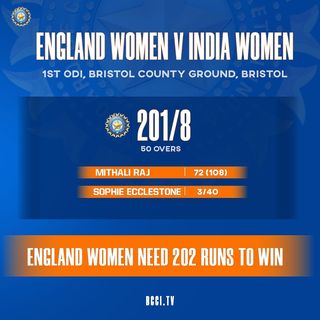 ENGLAND WOMEN V INDIA WOMEN
1ST ODI, BRISTOL COUNTY GROUND, BRISTOL
201/8
50 OVERS
MITHALI RAJ 72 (108)
SOPHIE ECCLESTONE 3/40
ENGLAND WOMEN NEED 202 RUNS TO WIN
BCCI.TV